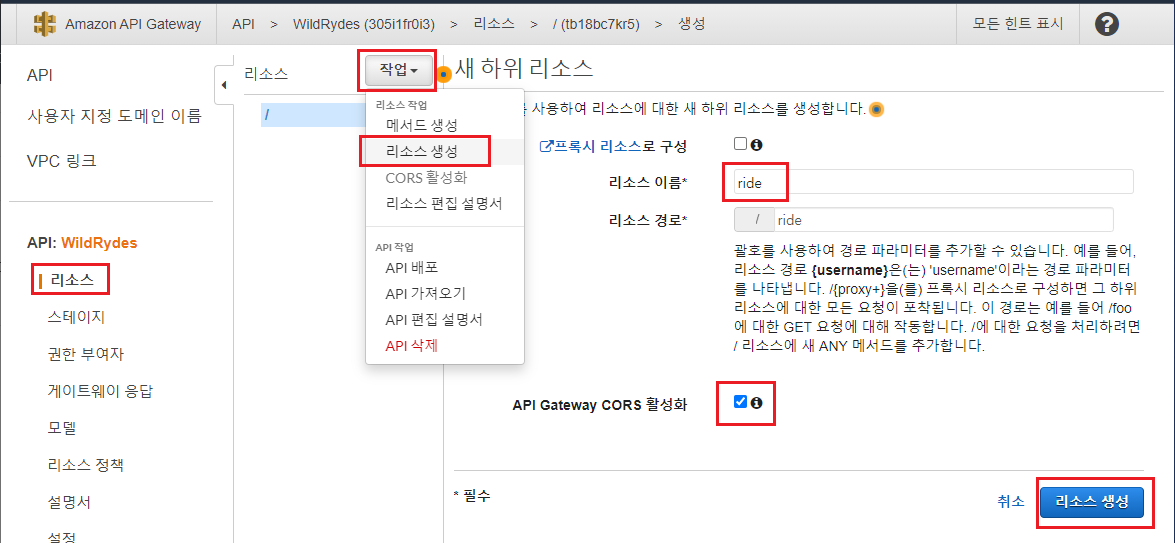 Amazon API Gateway API > WildRydes (305i1fr0i3) > 리소스 > / (tb18bc7kr5) > 생성 모든 힌트 표시 ?
API
사용자 지정 도메인 이름
VPC 링크
API: WildRydes
리소스
스테이지
권한 부여자
게이트웨이 응답
모델
리소스 정책
설명서
설정
리소스 작업
/
리소스 작업
메서드 생성
리소스 생성
CORS 활성화
리소스 편집 설명서
API 작업
API 배포
API 가져오기
API 편집 설명서
API 삭제
새 하위 리소스
사용하여 리소스에 대한 새 하위 리소스를 생성합니다.
프록시 리소스로 구성
리소스 이름* ride
리소스 경로* / ride
괄호를 사용하여 경로 파라미터를 추가할 수 있습니다. 예를 들어,
리소스 경로 {username}은(는) 'username'이라는 경로 파라미터
를 나타냅니다. /{proxy+}을(를) 프록시 리소스로 구성하면 그 하위
리소스에 대한 모든 요청이 포착됩니다. 이 경로는 예를 들어 /foo
에 대한 GET 요청에 대해 작동합니다. /에 대한 요청을 처리하려면
/ 리소스에 새 ANY 메서드를 추가합니다.
API Gateway CORS 활성화
* 필수 취소 리소스 생성